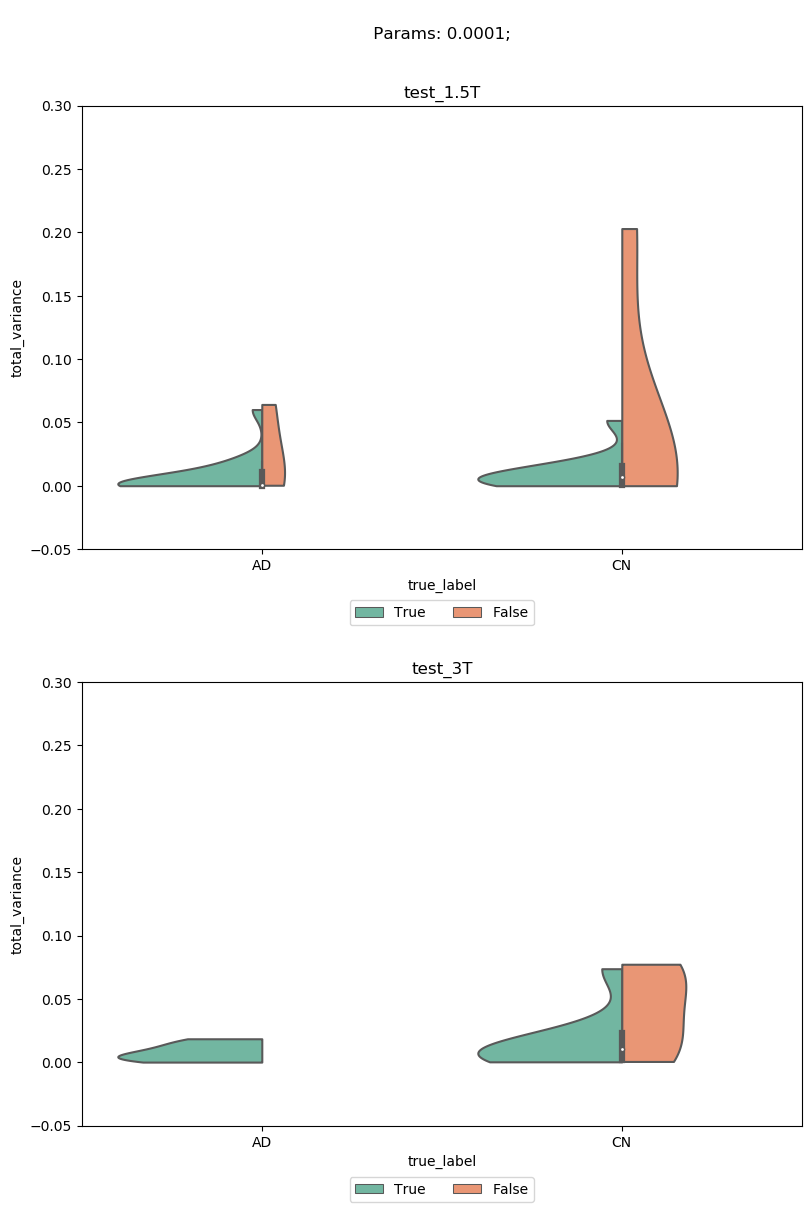 Params: 0.0001;
test_1.5T
0.30
0.25
0.20
0.15
0.10
0.05
0.00
−0.05
total_variance
AD CN
true_label
True False
test_3T
0.30
0.25
0.20
0.15
0.10
0.05
0.00
−0.05
total_variance
AD CN
true_label
True False